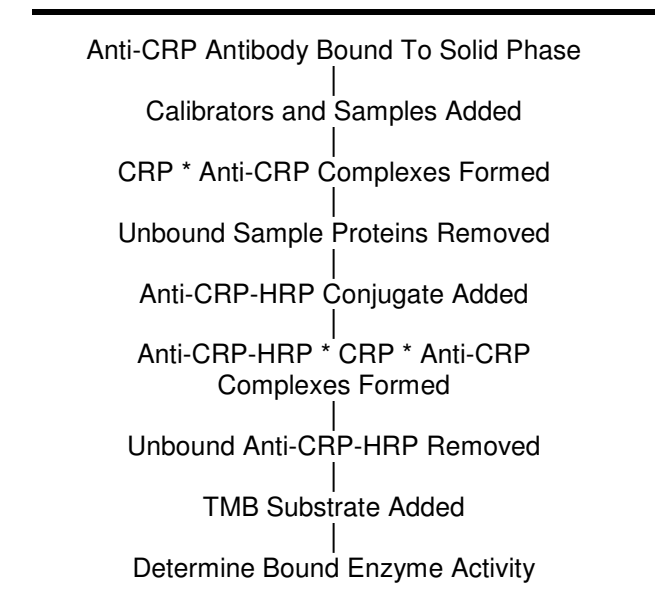 Anti-CRP Antibody Bound To Solid Phase
Calibrators and Samples Added
CRP * Anti-CRP Complexes Formed
Unbound Sample Proteins Removed
Anti-CRP-HRP Conjugate Added
Anti-CRP-HRP * CRP * Anti-CRP
Complexes Formed
Unbound Anti-CRP-HRP Removed
TMB Substrate Added
Determine Bound Enzyme Activity